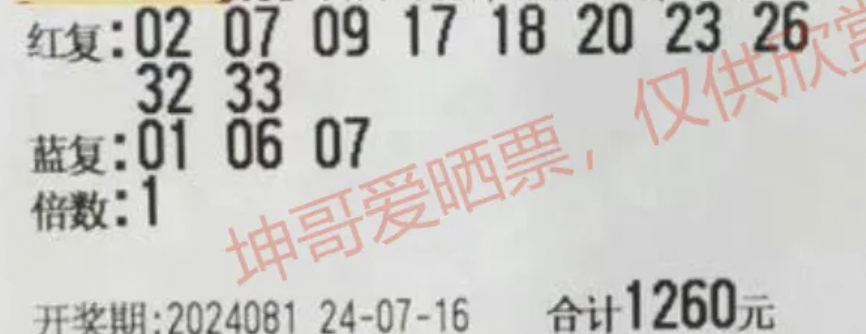 红复:02 07 09 17 18 20 23 26
32 33
蓝复:01 06 07
倍数:1
坤哥爱晒票，仅供欣赏
开奖期:2024081 24-07-16 合计1260元